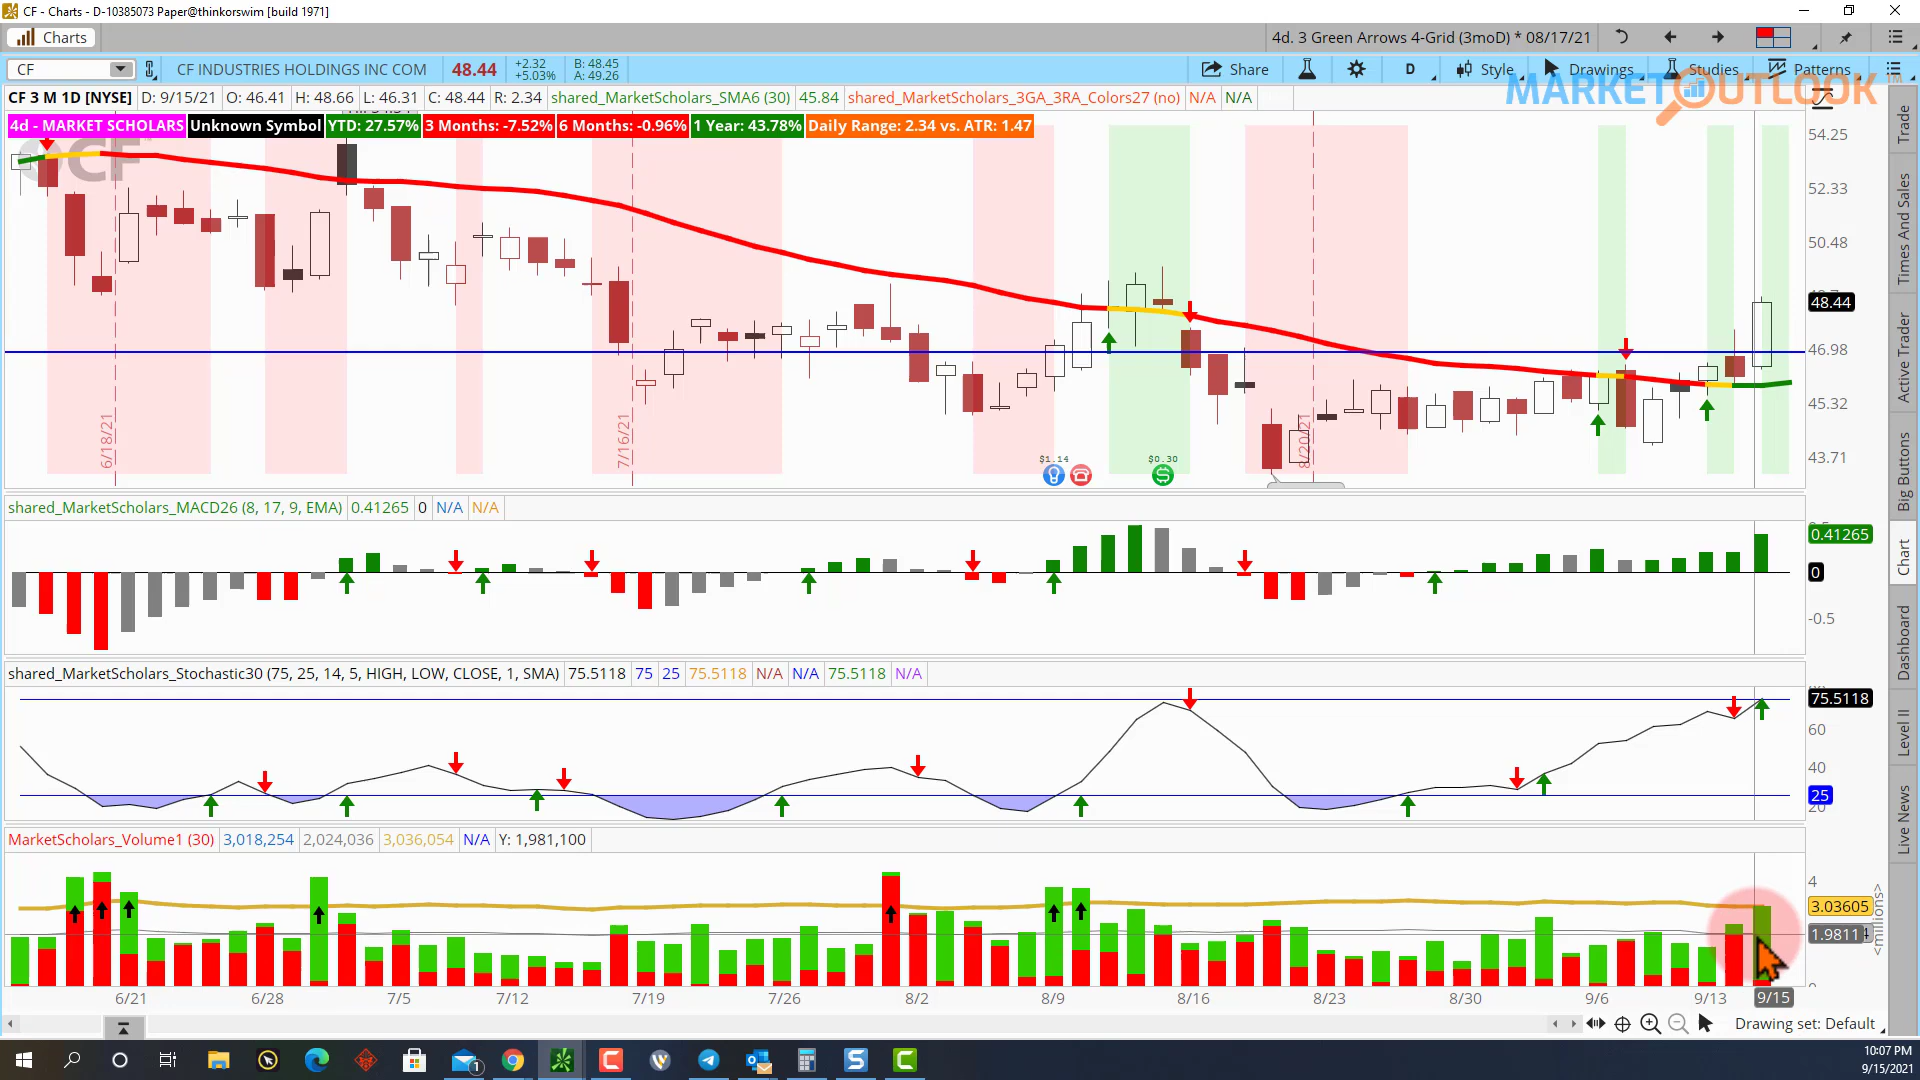 CF - Charts - D-10385073 Paper@thinkorswim [build 1971]
Charts
4d. 3 Green Arrows 4-Grid (3moD) * 08/17/21
CF
CF INDUSTRIES HOLDINGS INC COM
48.44
+2.32
+5.03%
B: 48.45
A: 49.26
Share
D
Style
Drawings
Studies
Patterns
MARKETOUTLOOK
CF 3 M 1D [NYSE] D: 9/15/21 O: 46.41 H: 48.66 L: 46.31 C: 48.44 R: 2.34 shared_MarketScholars_SMA6 (30) 45.84 shared_MarketScholars_3GA_3RA_Colors27 (no) N/A N/A
4d - MARKET SCHOLARS Unknown Symbol YTD: 27.57% 3 Months: -7.52% 6 Months: -0.96% 1 Year: 43.78% Daily Range: 2.34 vs. ATR: 1.47
CF
54.25
52.33
50.48
48.44
46.98
45.32
43.71
6/18/21
7/16/21
8/20/21
$1.14
$0.30
shared_MarketScholars_MACD26 (8, 17, 9, EMA) 0.41265 0 N/A N/A
0.41265
0
-0.5
shared_MarketScholars_Stochastic30 (75, 25, 14, 5, HIGH, LOW, CLOSE, 1, SMA) 75.5118 75 25 75.5118 N/A N/A 75.5118 N/A
75.5118
60
40
25
MarketScholars_Volume1 (30) 3,018,254 2,024,036 3,036,054 N/A Y: 1,981,100
4
3.03605
1.9811
<millions>
6/21
6/28
7/5
7/12
7/19
7/26
8/2
8/9
8/16
8/23
8/30
9/6
9/13
9/15
Drawing set: Default
Trade
Times And Sales
Active Trader
Big Buttons
Chart
Dashboard
Level II
Live News
1
10:07 PM
9/15/2021